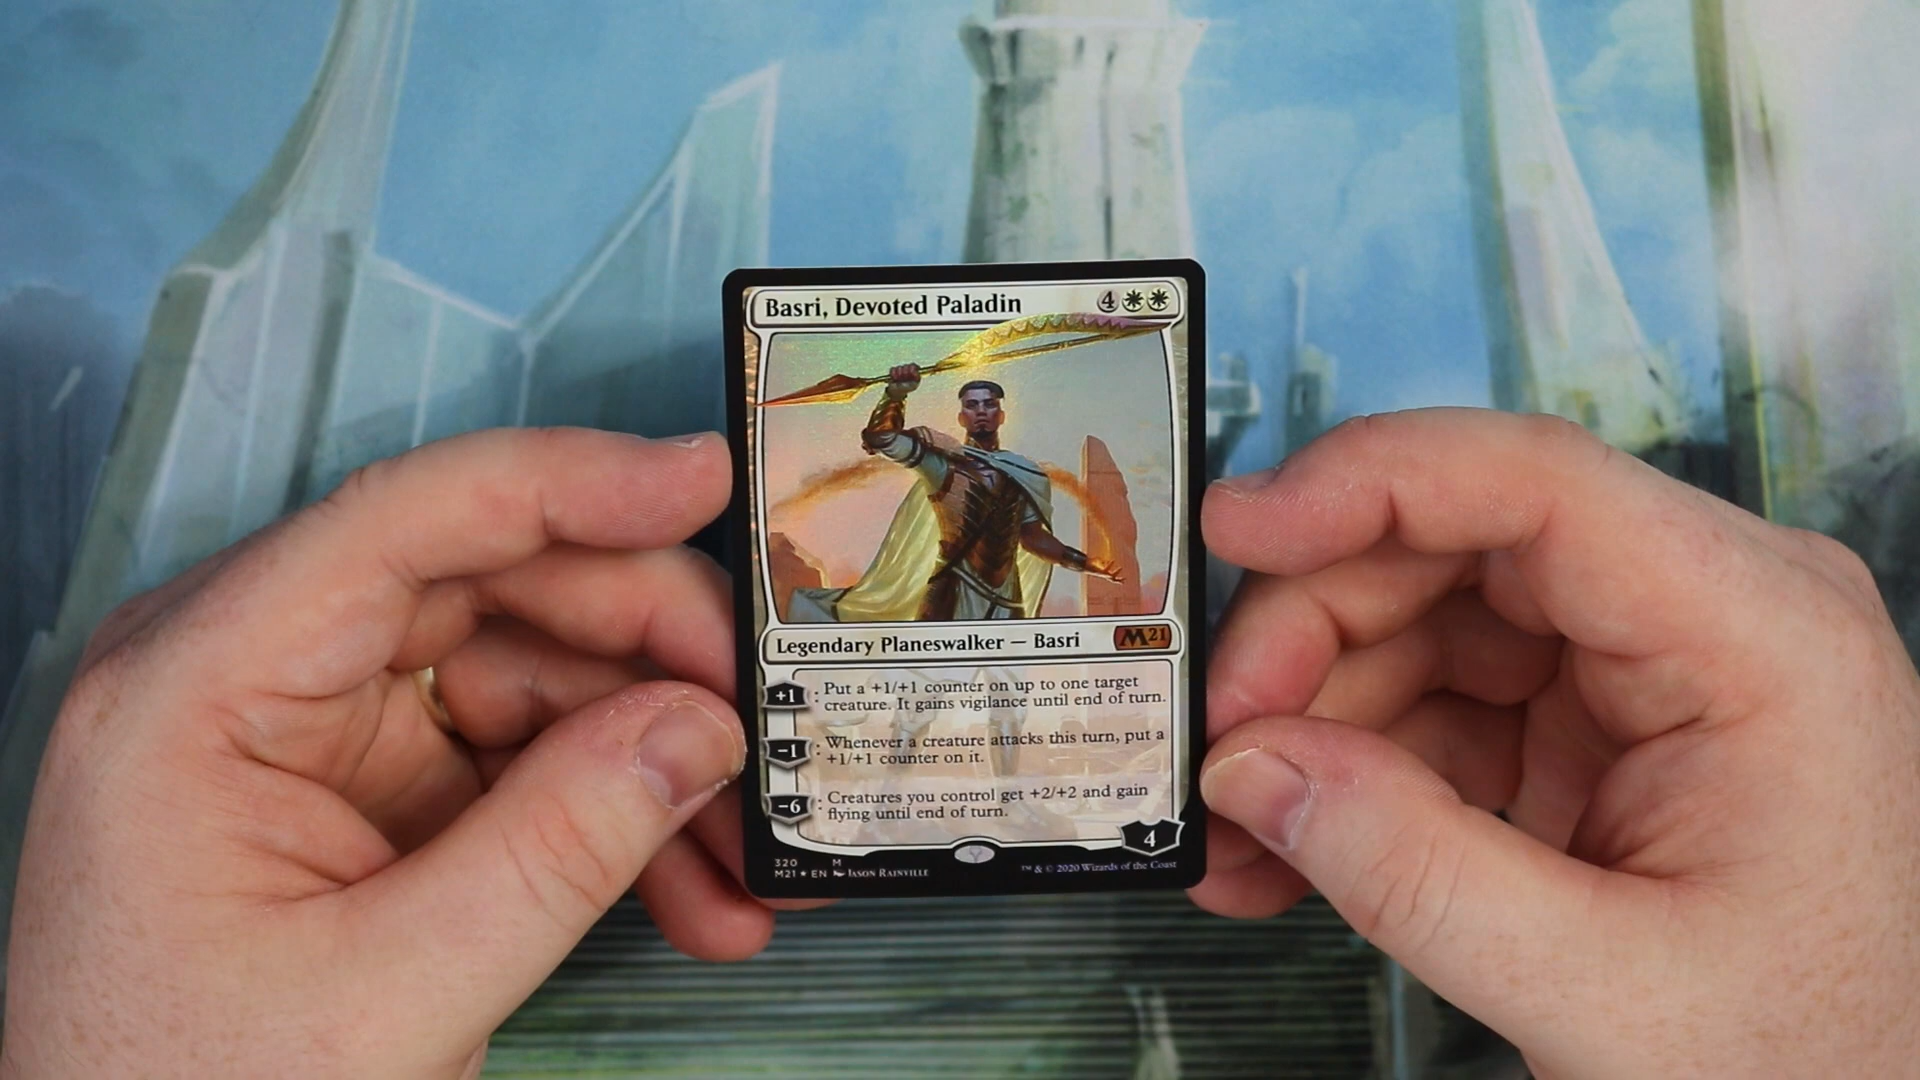 Basri, Devoted Paladin 4
Legendary Planeswalker — Basri M21
+1 : Put a +1/+1 counter on up to one target
creature. It gains vigilance until end of turn.
−1 : Whenever a creature attacks this turn, put a
+1/+1 counter on it.
−6 : Creatures you control get +2/+2 and gain
flying until end of turn.
4
320 M
M21 ★ EN Jason Rainville ™ & © 2020 Wizards of the Coast